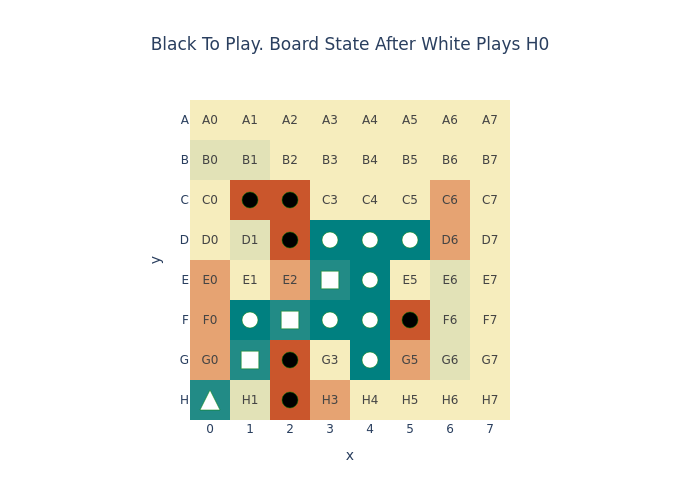 Black To Play. Board State After White Plays H0
A A0 A1 A2 A3 A4 A5 A6 A7
B B0 B1 B2 B3 B4 B5 B6 B7
C C0 C3 C4 C5 C6 C7
y
D D0 D1 D6 D7
E E0 E1 E2 E5 E6 E7
F F0 F6 F7
G G0 G3 G5 G6 G7
H H1 H3 H4 H5 H6 H7
0 1 2 3 4 5 6 7
x